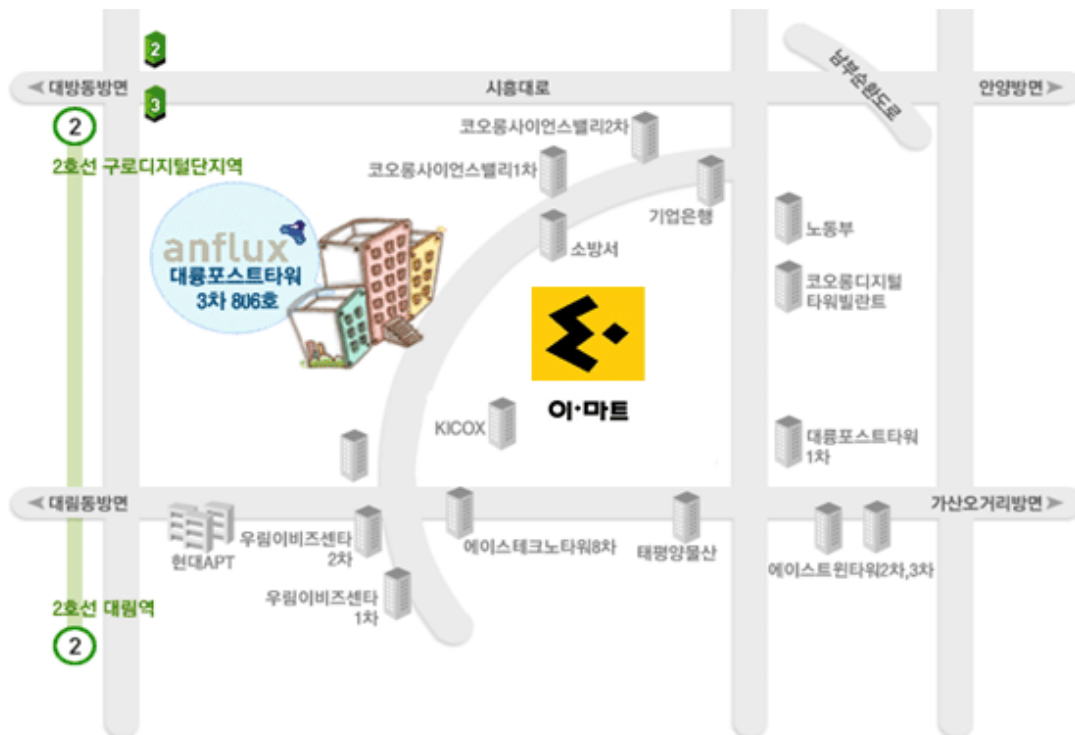 2
대방동방면
시흥대로
남부순환도로
안양방면
3
2
2호선 구로디지털단지역
코오롱사이언스밸리2차
코오롱사이언스밸리1차
기업은행
노동부
소방서
anflux
대륭포스트타워
3차 806호
코오롱디지털
타워빌란트
이·마트
KICOX
대륭포스트타워
1차
대림동방면
가산오거리방면
현대APT
우림이비즈센타
2차
에이스테크노타워8차
태평양물산
에이스트윈타워2차,3차
우림이비즈센타
1차
2호선 대림역
2